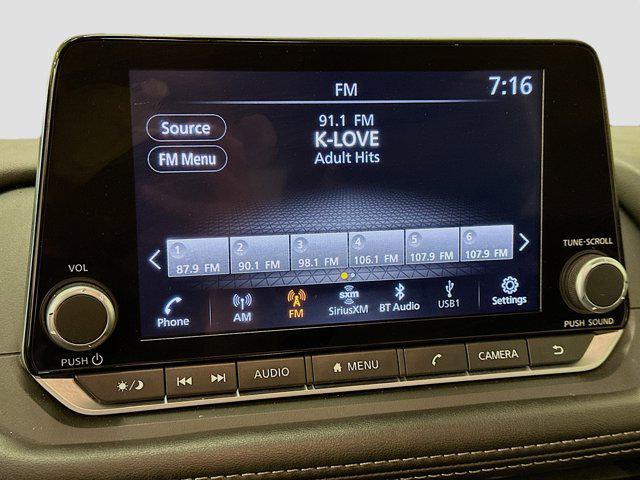 FM
7:16
91.1 FM
K-LOVE
Adult Hits
Source
FM Menu
1
87.9 FM
2
90.1 FM
3
98.1 FM
4
106.1 FM
5
107.9 FM
6
107.9 FM
Phone
AM
A
FM
sxm
SiriusXM
BT Audio
USB1
Settings
VOL
PUSH
TUNE·SCROLL
PUSH SOUND
AUDIO
MENU
CAMERA